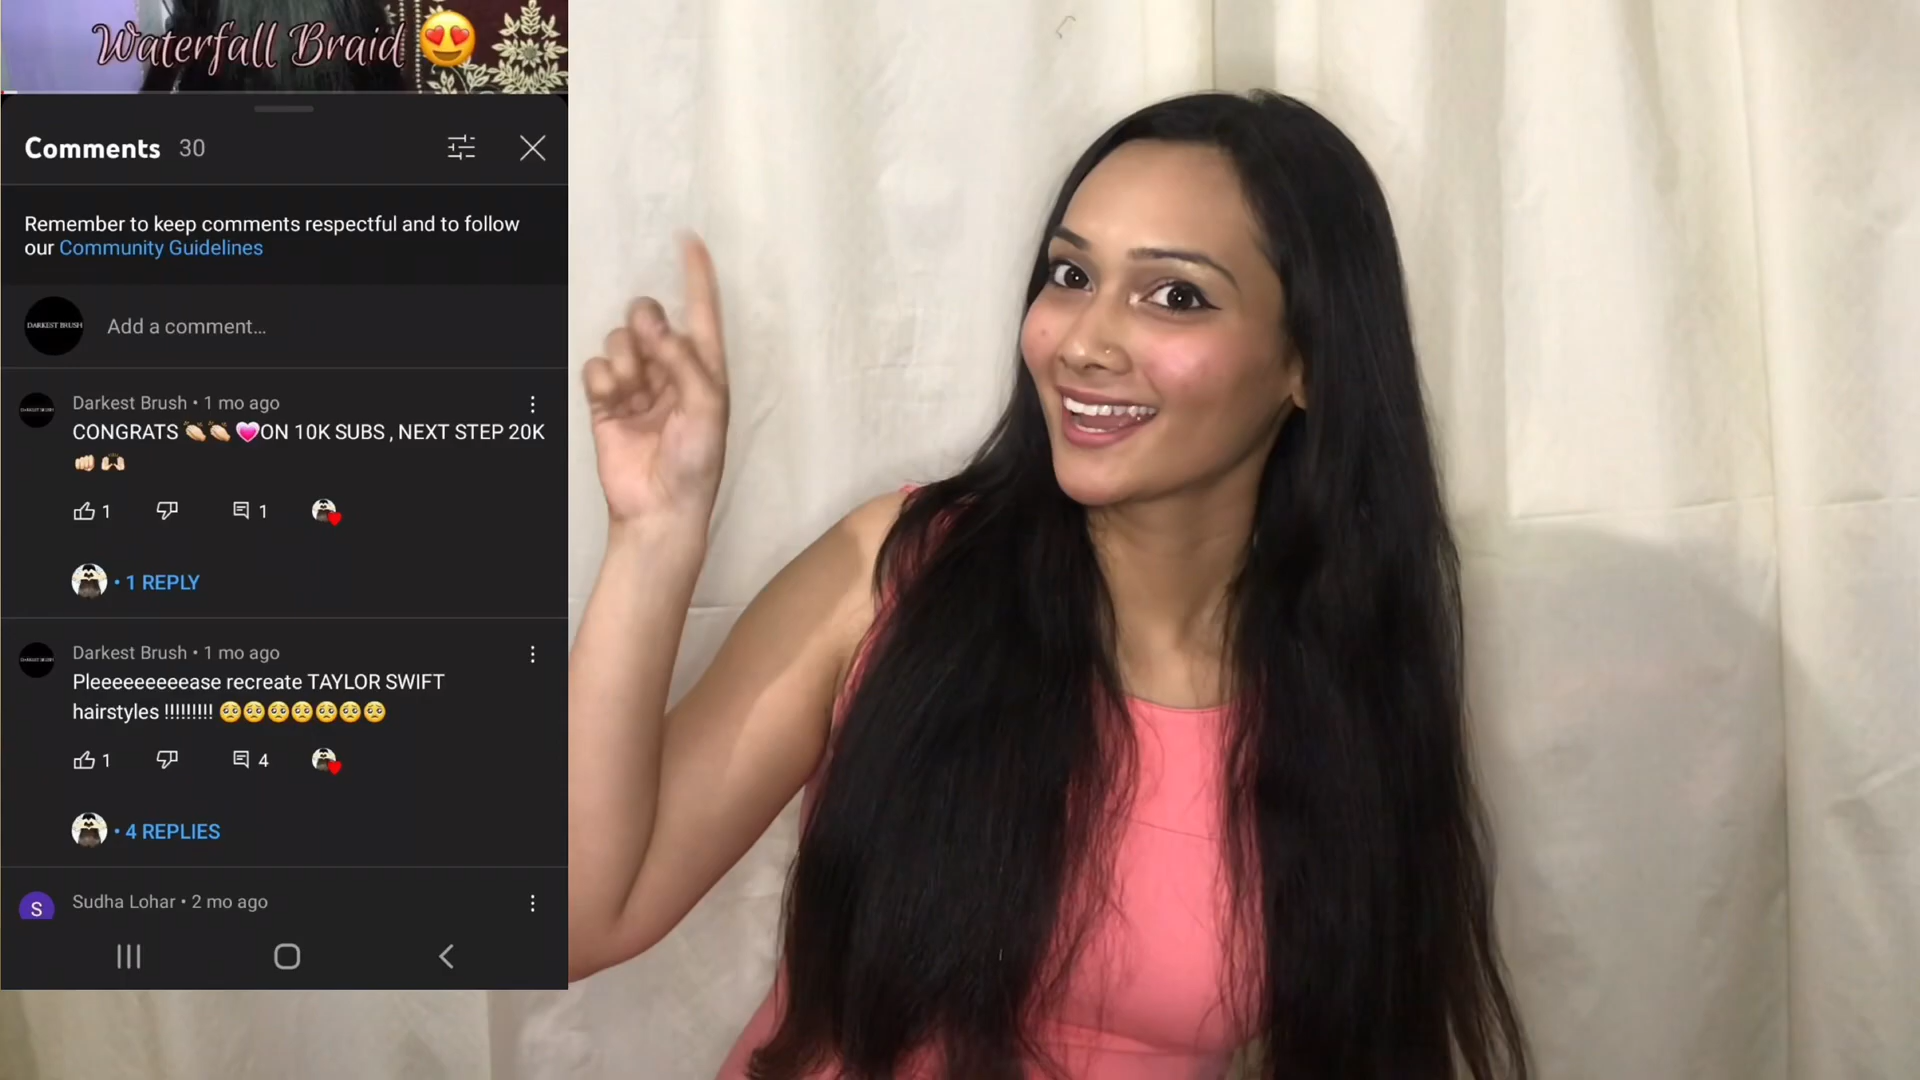 Waterfall Braid 😍
Comments 30
Remember to keep comments respectful and to follow
our Community Guidelines
DARKEST BRUSH
Add a comment...
Darkest Brush • 1 mo ago
CONGRATS 👏🏻👏🏻 💗ON 10K SUBS , NEXT STEP 20K
👊🏻 🙌🏻
1
1
• 1 REPLY
Darkest Brush • 1 mo ago
Pleeeeeeeeease recreate TAYLOR SWIFT
hairstyles !!!!!!!!! 🥺🥺🥺🥺🥺🥺🥺
1
4
• 4 REPLIES
S
Sudha Lohar • 2 mo ago